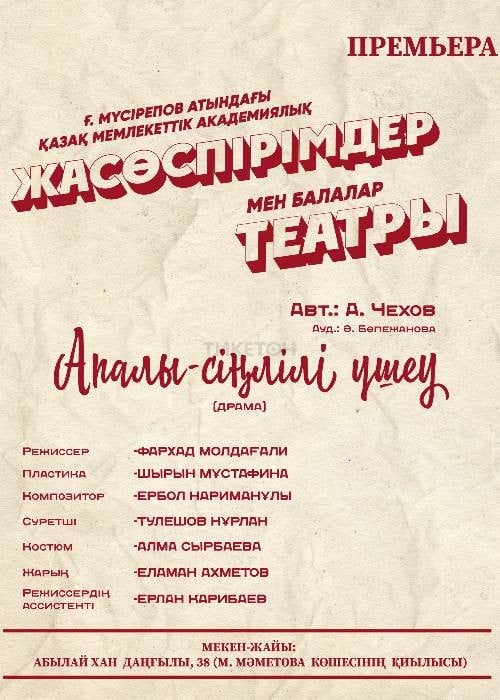 ПРЕМЬЕРА
Ғ. МҮСІРЕПОВ АТЫНДАҒЫ
ҚАЗАҚ МЕМЛЕКЕТТІК АКАДЕМИЯЛЫҚ
ЖАСӨСПІРІМДЕР
МЕН БАЛАЛАР
ТЕАТРЫ
Авт.: А. Чехов
Ауд.: Ә. Бөпежанова
ТИКЕТОН
Апалы-сіңлілі үшеу
(ДРАМА)
Режиссер -ФАРХАД МОЛДАҒАЛИ
Пластика -ШЫРЫН МҰСТАФИНА
Композитор -ЕРБОЛ НАРИМАНҰЛЫ
Суретші -ТУЛЕШОВ НҰРЛАН
Костюм -АЛМА СЫРБАЕВА
Жарық -ЕЛАМАН АХМЕТОВ
Режиссердің
ассистенті -ЕРЛАН КАРИБАЕВ
МЕКЕН-ЖАЙЫ:
АБЫЛАЙ ХАН ДАҢҒЫЛЫ, 38 (М. МӘМЕТОВА КӨШЕСІНІҢ ҚИЫЛЫСЫ)